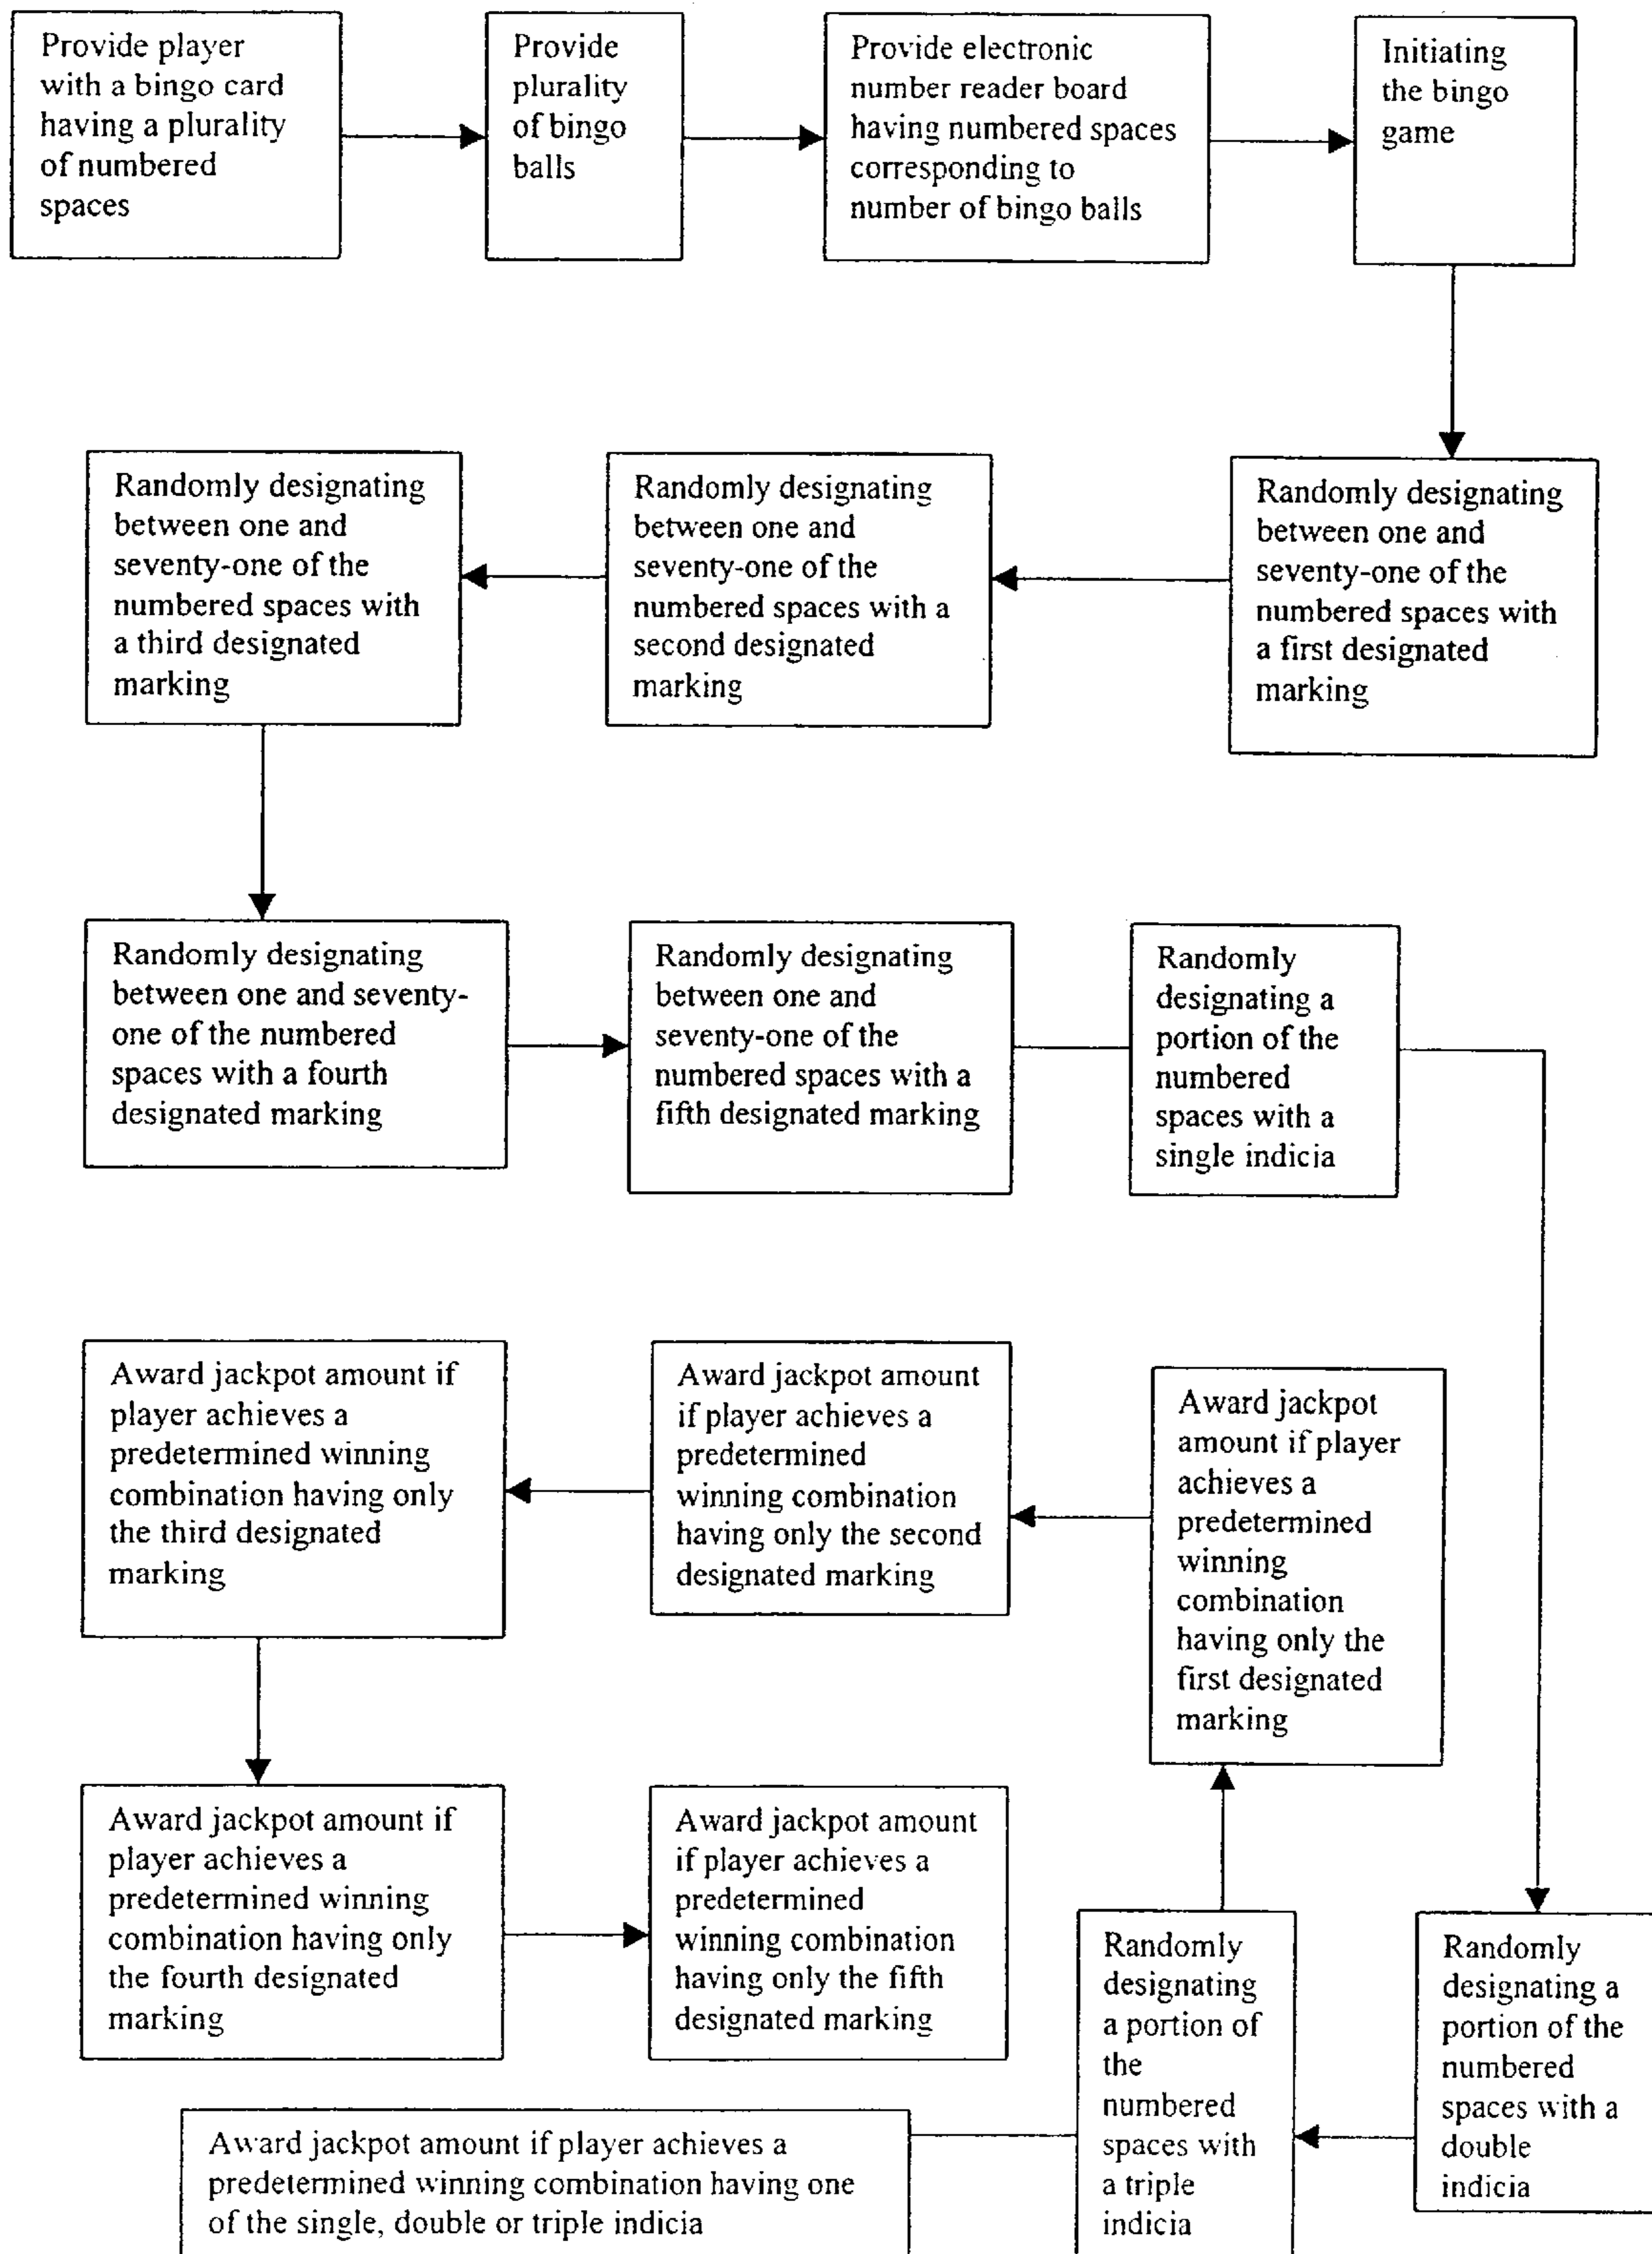 Provide player
with a bingo card
having a plurality
of numbered
spaces
Provide
plurality
of bingo
balls
Provide electronic
number reader board
having numbered spaces
corresponding to
number of bingo balls
Initiating
the bingo
game
Randomly designating
between one and
seventy-one of the
numbered spaces with
a first designated
marking
Randomly designating
between one and
seventy-one of the
numbered spaces with a
second designated
marking
Randomly designating
between one and
seventy-one of the
numbered spaces with
a third designated
marking
Randomly designating
between one and seventy-
one of the numbered
spaces with a fourth
designated marking
Randomly designating
between one and
seventy-one of the
numbered spaces with a
fifth designated marking
Randomly
designating a
portion of the
numbered
spaces with a
single indicia
Randomly
designating a
portion of the
numbered
spaces with a
double
indicia
Randomly
designating
a portion of
the
numbered
spaces with
a triple
indicia
Award jackpot
amount if player
achieves a
predetermined
winning
combination
having only the
first designated
marking
Award jackpot amount
if player achieves a
predetermined
winning combination
having only the second
designated marking
Award jackpot amount if
player achieves a
predetermined winning
combination having only
the third designated
marking
Award jackpot amount if
player achieves a
predetermined winning
combination having only
the fourth designated
marking
Award jackpot amount
if player achieves a
predetermined
winning combination
having only the fifth
designated marking
Award jackpot amount if player achieves a
predetermined winning combination having one
of the single, double or triple indicia